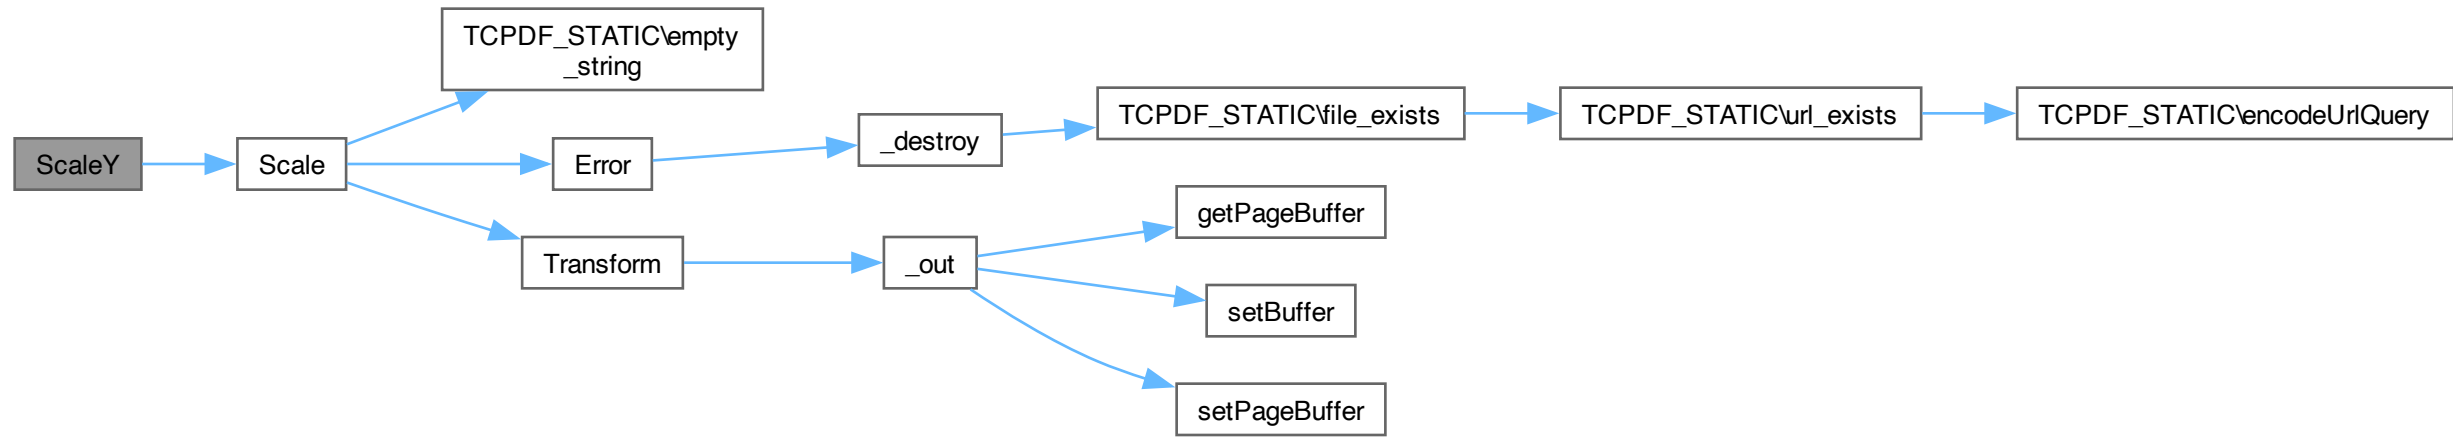 TCPDF_STATIC\empty
_string
ScaleY
Scale
Error
_destroy
TCPDF_STATIC\file_exists
TCPDF_STATIC\url_exists
TCPDF_STATIC\encodeUrlQuery
Transform
_out
getPageBuffer
setBuffer
setPageBuffer